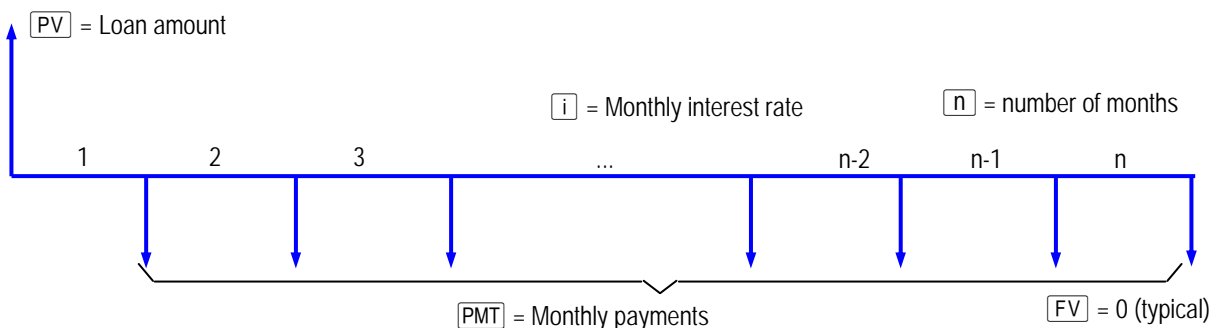 PV = Loan amount
i = Monthly interest rate
n = number of months
1 2 3 ... n-2 n-1 n
PMT = Monthly payments
FV = 0 (typical)